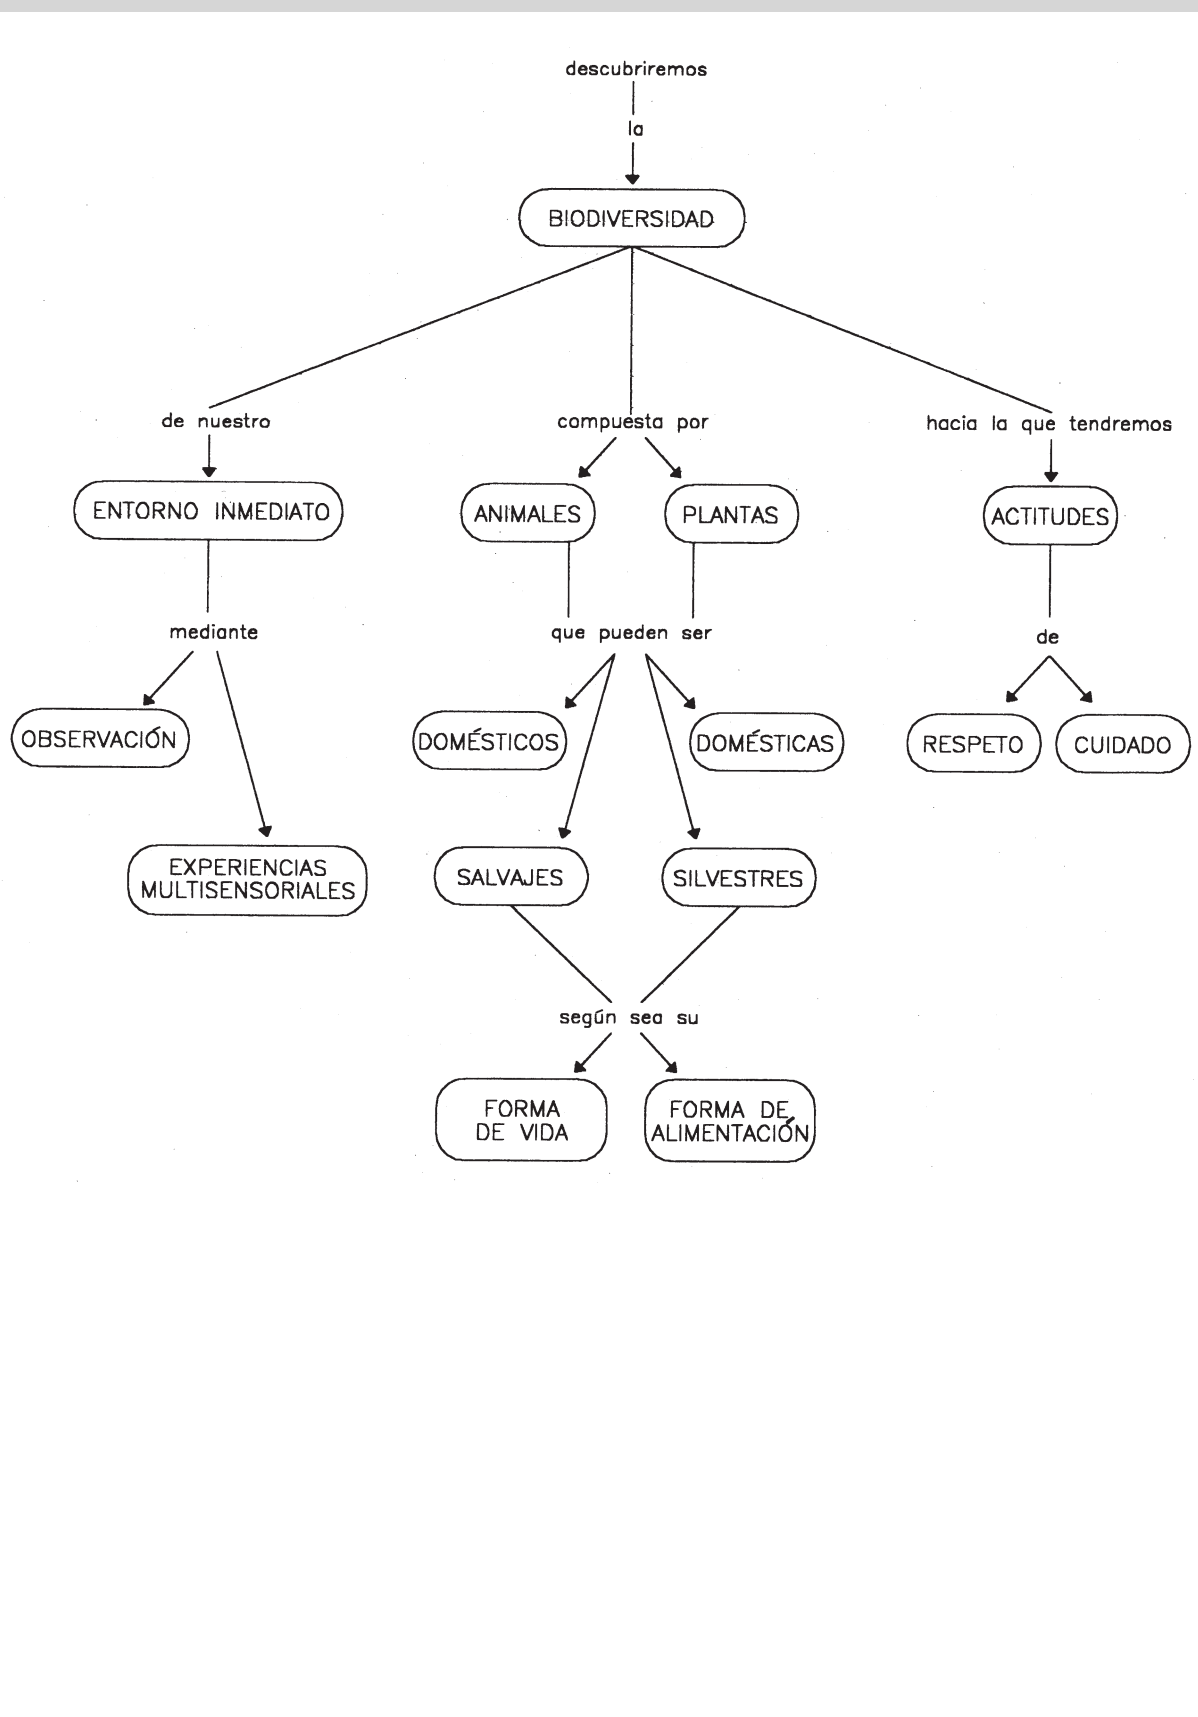 descubriremos
la
BIODIVERSIDAD
de nuestro
compuesta por
hacia la que tendremos
ENTORNO INMEDIATO
ANIMALES
PLANTAS
ACTITUDES
mediante
que pueden ser
de
OBSERVACIÓN
DOMÉSTICOS
DOMÉSTICAS
RESPETO
CUIDADO
EXPERIENCIAS
MULTISENSORIALES
SALVAJES
SILVESTRES
según sea su
FORMA
DE VIDA
FORMA DE
ALIMENTACIÓN